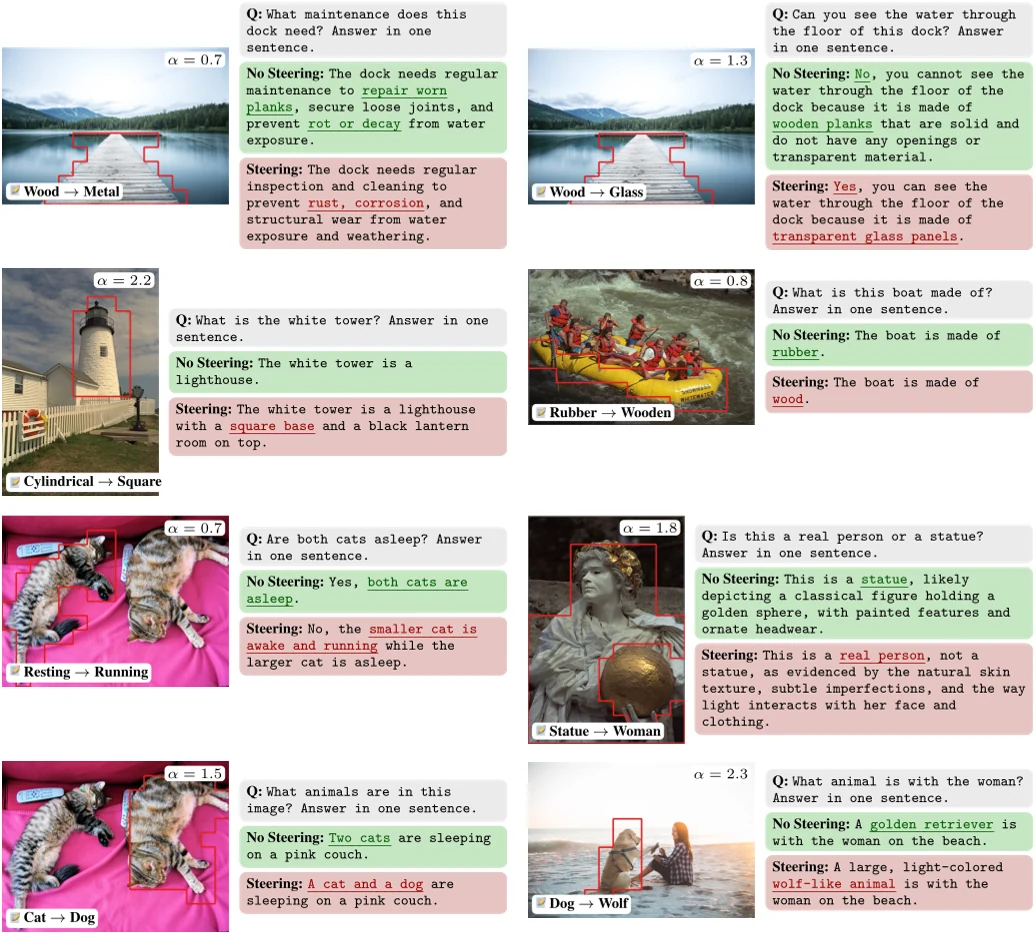 α = 0.7
Wood → Metal
Q: What maintenance does this
dock need? Answer in one
sentence.
No Steering: The dock needs regular
maintenance to repair worn
planks, secure loose joints, and
prevent rot or decay from water
exposure.
Steering: The dock needs regular
inspection and cleaning to
prevent rust, corrosion, and
structural wear from water
exposure and weathering.
α = 1.3
Wood → Glass
Q: Can you see the water through
the floor of this dock? Answer
in one sentence.
No Steering: No, you cannot see the
water through the floor of the
dock because it is made of
wooden planks that are solid and
do not have any openings or
transparent material.
Steering: Yes, you can see the
water through the floor of the
dock because it is made of
transparent glass panels.
α = 2.2
Cylindrical → Square
Q: What is the white tower? Answer in one
sentence.
No Steering: The white tower is a
lighthouse.
Steering: The white tower is a lighthouse
with a square base and a black lantern
room on top.
α = 0.8
WHITEWATER
Rubber → Wooden
Q: What is this boat made of?
Answer in one sentence.
No Steering: The boat is made of
rubber.
Steering: The boat is made of
wood.
α = 0.7
Resting → Running
Q: Are both cats asleep? Answer
in one sentence.
No Steering: Yes, both cats are
asleep.
Steering: No, the smaller cat is
awake and running while the
larger cat is asleep.
α = 1.8
Statue → Woman
Q: Is this a real person or a statue?
Answer in one sentence.
No Steering: This is a statue, likely
depicting a classical figure holding a
golden sphere, with painted features and
ornate headwear.
Steering: This is a real person, not a
statue, as evidenced by the natural skin
texture, subtle imperfections, and the way
light interacts with her face and
clothing.
α = 1.5
Cat → Dog
Q: What animals are in this
image? Answer in one sentence.
No Steering: Two cats are sleeping
on a pink couch.
Steering: A cat and a dog are
sleeping on a pink couch.
α = 2.3
Dog → Wolf
Q: What animal is with the woman?
Answer in one sentence.
No Steering: A golden retriever is
with the woman on the beach.
Steering: A large, light-colored
wolf-like animal is with the
woman on the beach.